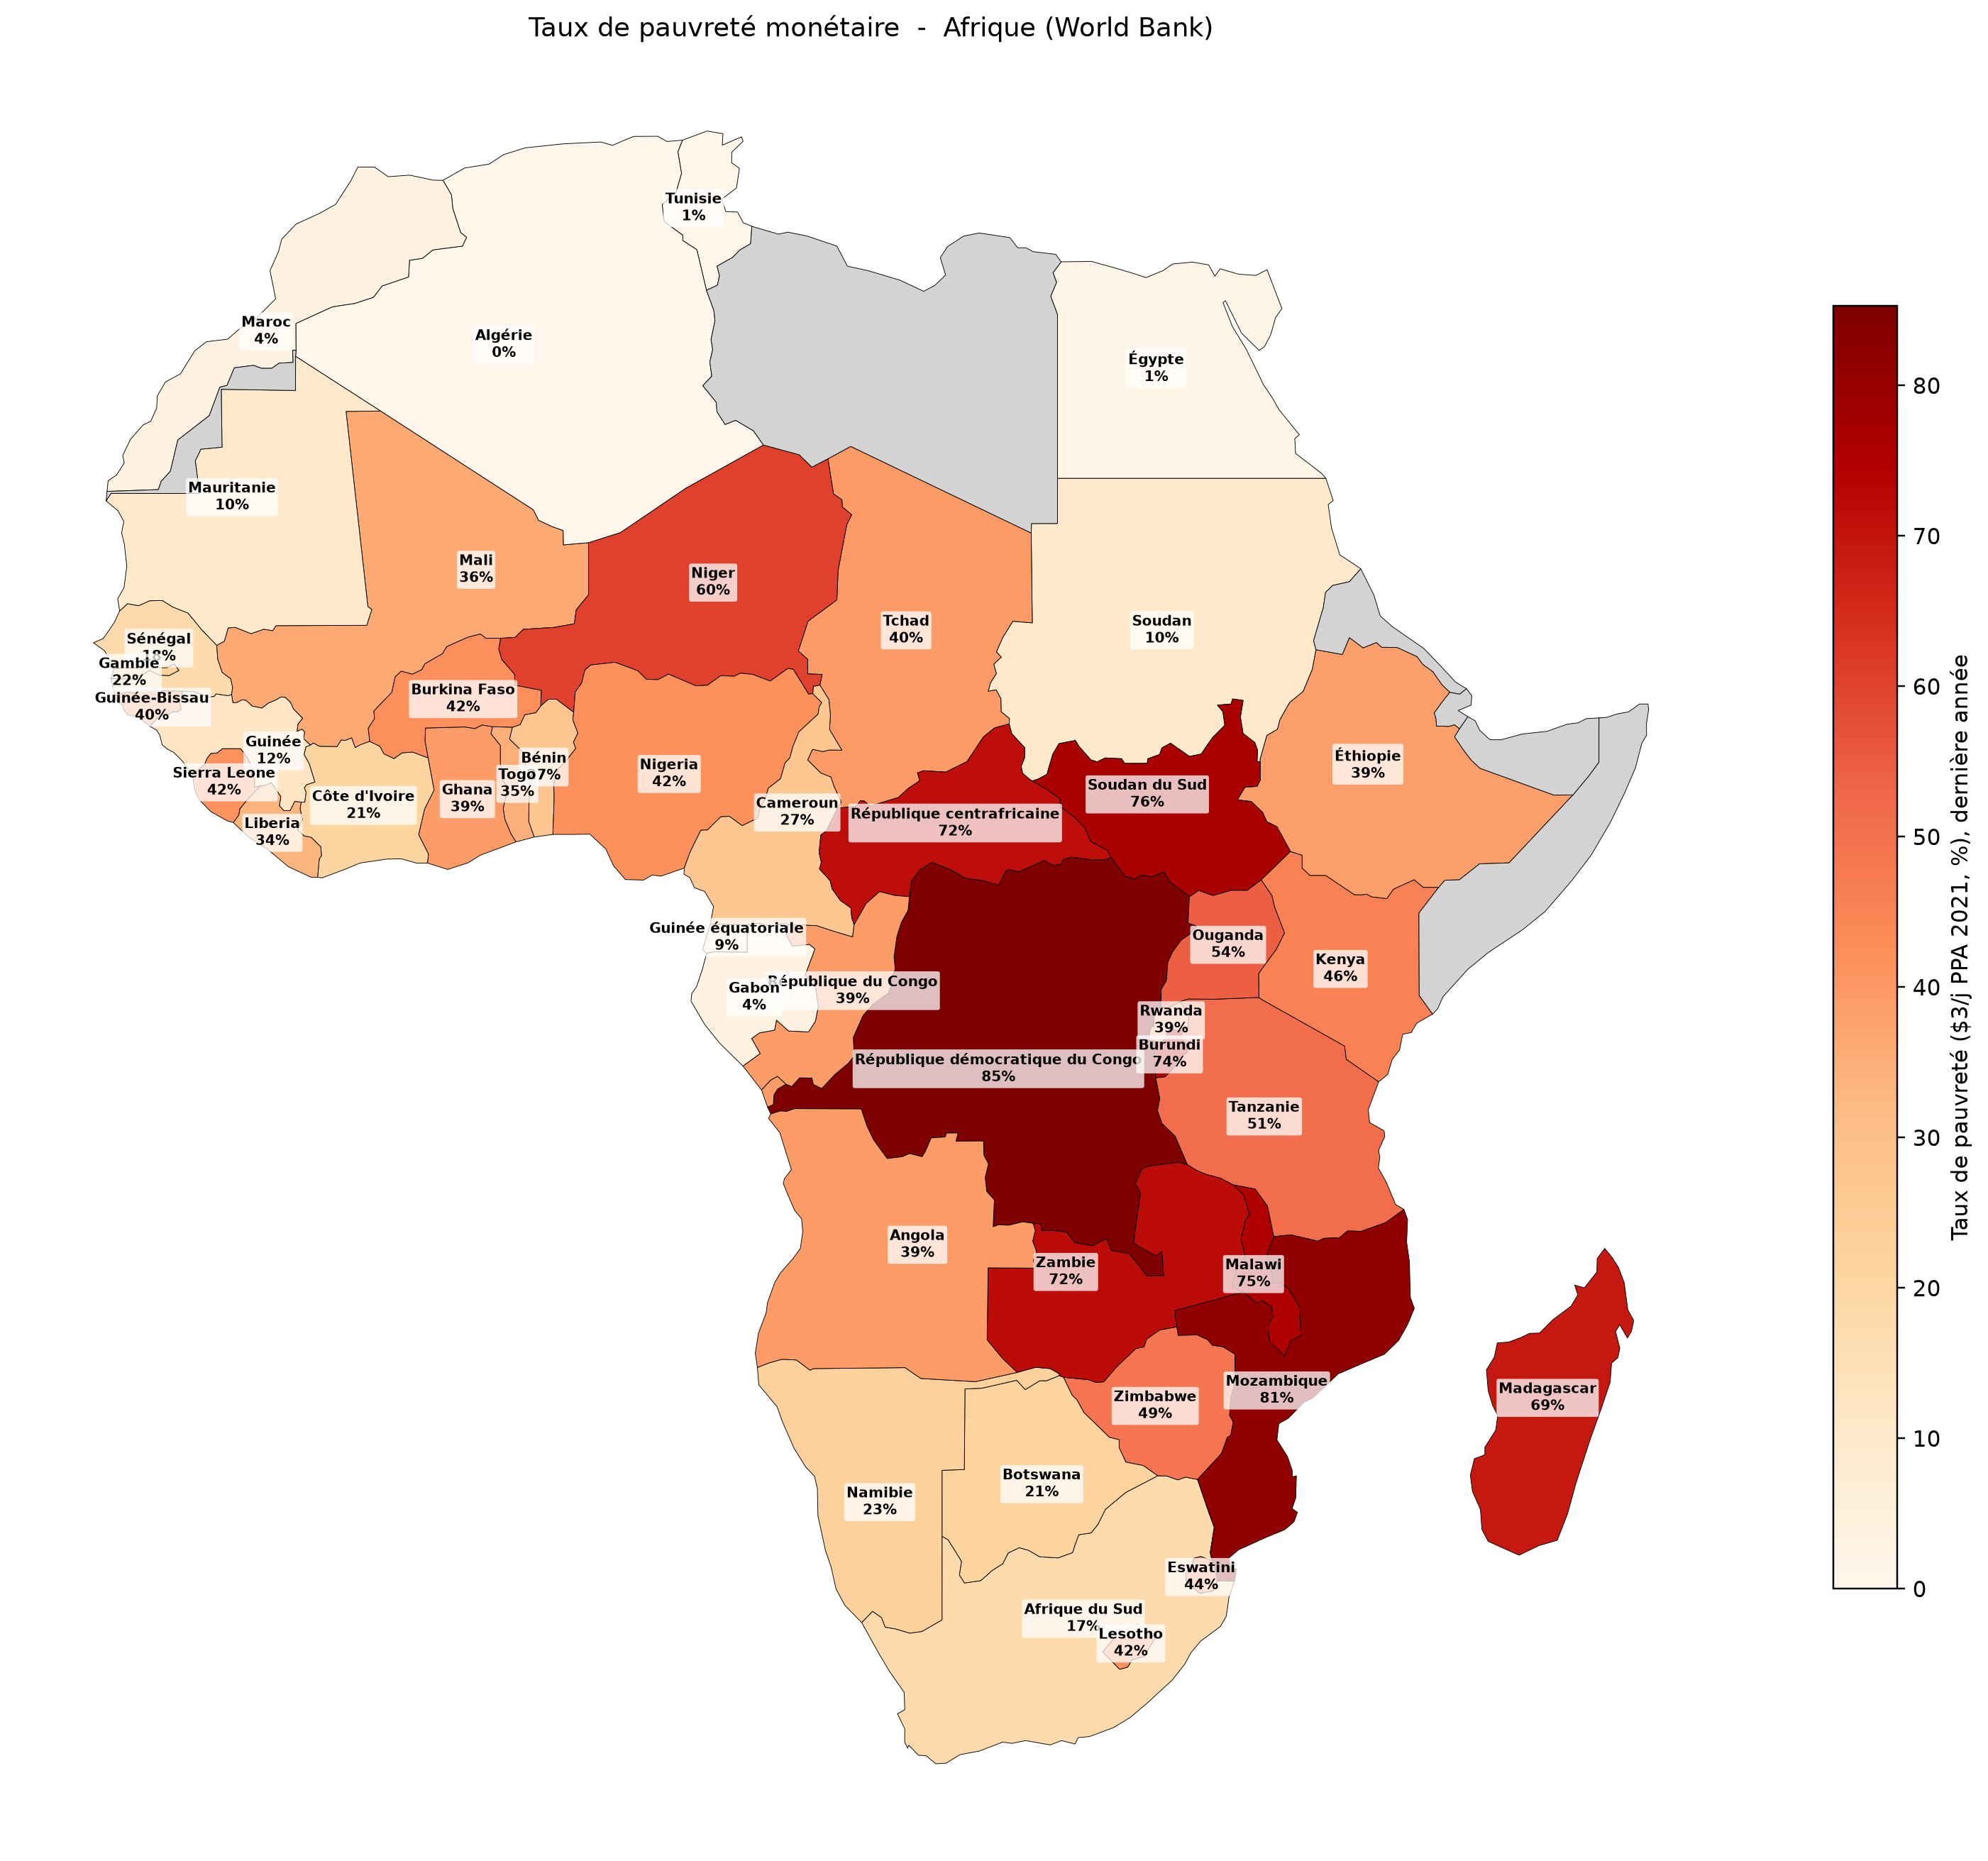 Taux de pauvreté monétaire - Afrique (World Bank)
Tunisie
1%
Maroc
4%
Algérie
0%
Égypte
1%
Mauritanie
10%
Mali
36%
Niger
60%
Tchad
40%
Soudan
10%
Sénégal
18%
Gambie
22%
Guinée-Bissau
40%
Burkina Faso
42%
Guinée
12%
Sierra Leone
42%
Liberia
34%
Côte d'Ivoire
21%
Ghana
39%
Togo
35%
Bénin
7%
Nigeria
42%
Cameroun
27%
République centrafricaine
72%
Soudan du Sud
76%
Éthiopie
39%
Guinée équatoriale
9%
Gabon
4%
République du Congo
39%
Ouganda
54%
Kenya
46%
Rwanda
39%
Burundi
74%
République démocratique du Congo
85%
Tanzanie
51%
Angola
39%
Zambie
72%
Malawi
75%
Mozambique
81%
Zimbabwe
49%
Madagascar
69%
Namibie
23%
Botswana
21%
Eswatini
44%
Afrique du Sud
17%
Lesotho
42%
80
70
60
50
40
30
20
10
0
Taux de pauvreté ($3/j PPA 2021, %), dernière année